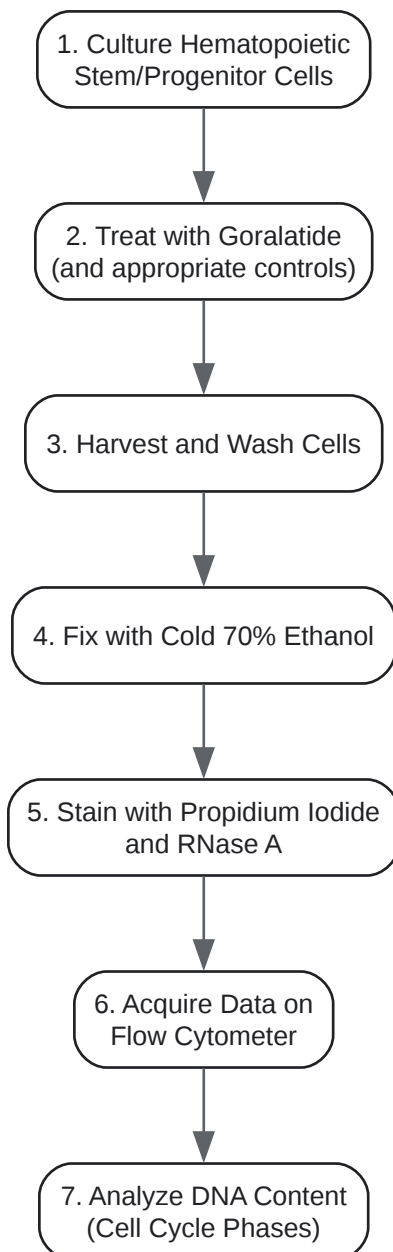 1. Culture Hematopoietic
Stem/Progenitor Cells
2. Treat with Goralatide
(and appropriate controls)
3. Harvest and Wash Cells
4. Fix with Cold 70% Ethanol
5. Stain with Propidium Iodide
and RNase A
6. Acquire Data on
Flow Cytometer
7. Analyze DNA Content
(Cell Cycle Phases)